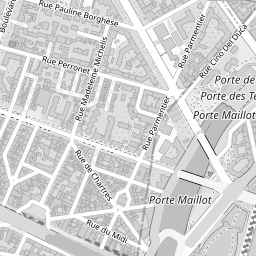 Boulevar
Rue Pauline Borghèse
Rue Madeleine Michelis
Rue Parmentier
Rue Cino Del Duca
Rue Perronet
Porte de
Porte des Te
Porte Maillot
Rue Parmentier
Rue de Chartres
Porte Maillot
Rue du Midi